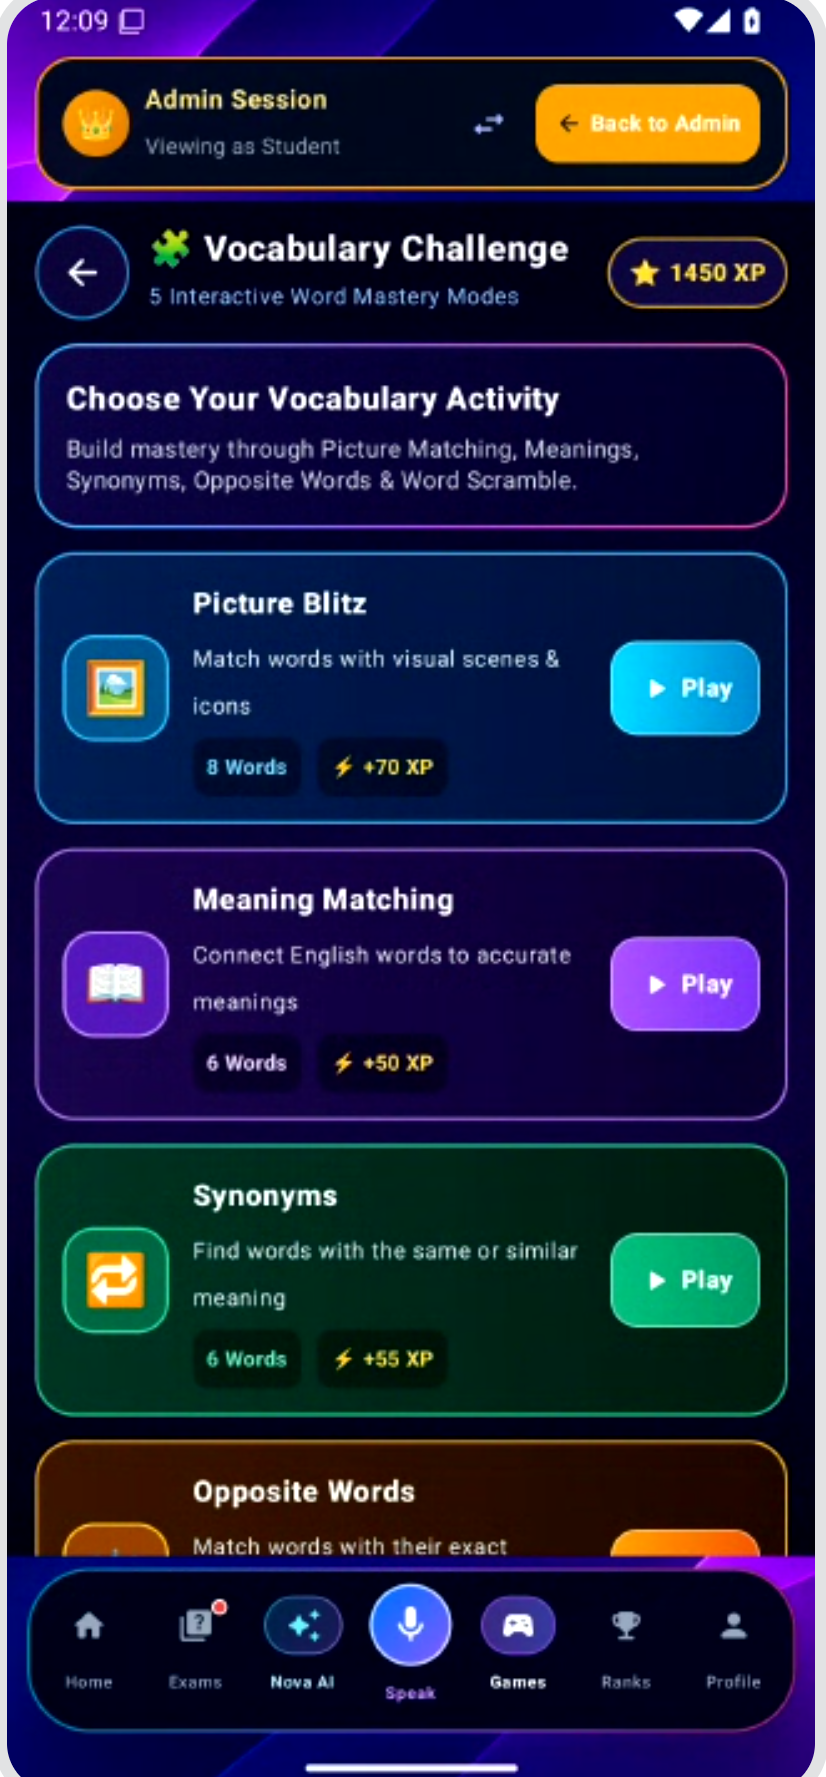 12:09
Admin Session
Viewing as Student
← Back to Admin
Vocabulary Challenge
5 Interactive Word Mastery Modes
1450 XP
Choose Your Vocabulary Activity
Build mastery through Picture Matching, Meanings,
Synonyms, Opposite Words & Word Scramble.
Picture Blitz
Match words with visual scenes &
icons
Play
8 Words
+70 XP
Meaning Matching
Connect English words to accurate
meanings
Play
6 Words
+50 XP
Synonyms
Find words with the same or similar
meaning
Play
6 Words
+55 XP
Opposite Words
Match words with their exact
Home
Exams
Nova AI
Speak
Games
Ranks
Profile